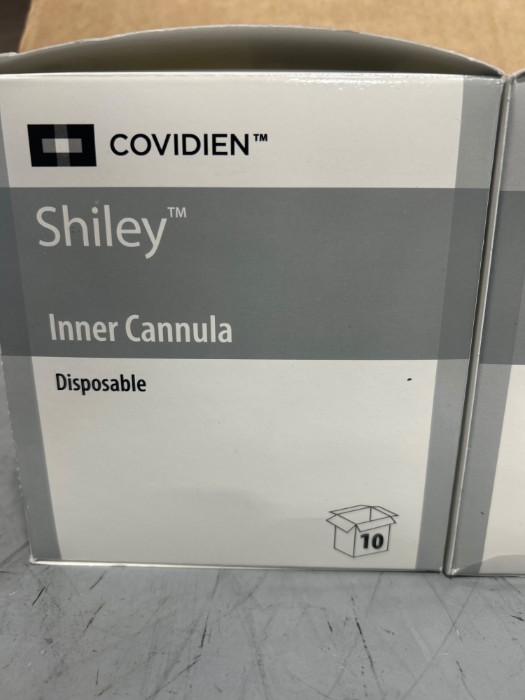 COVIDIEN™
Shiley™
Inner Cannula
Disposable
10